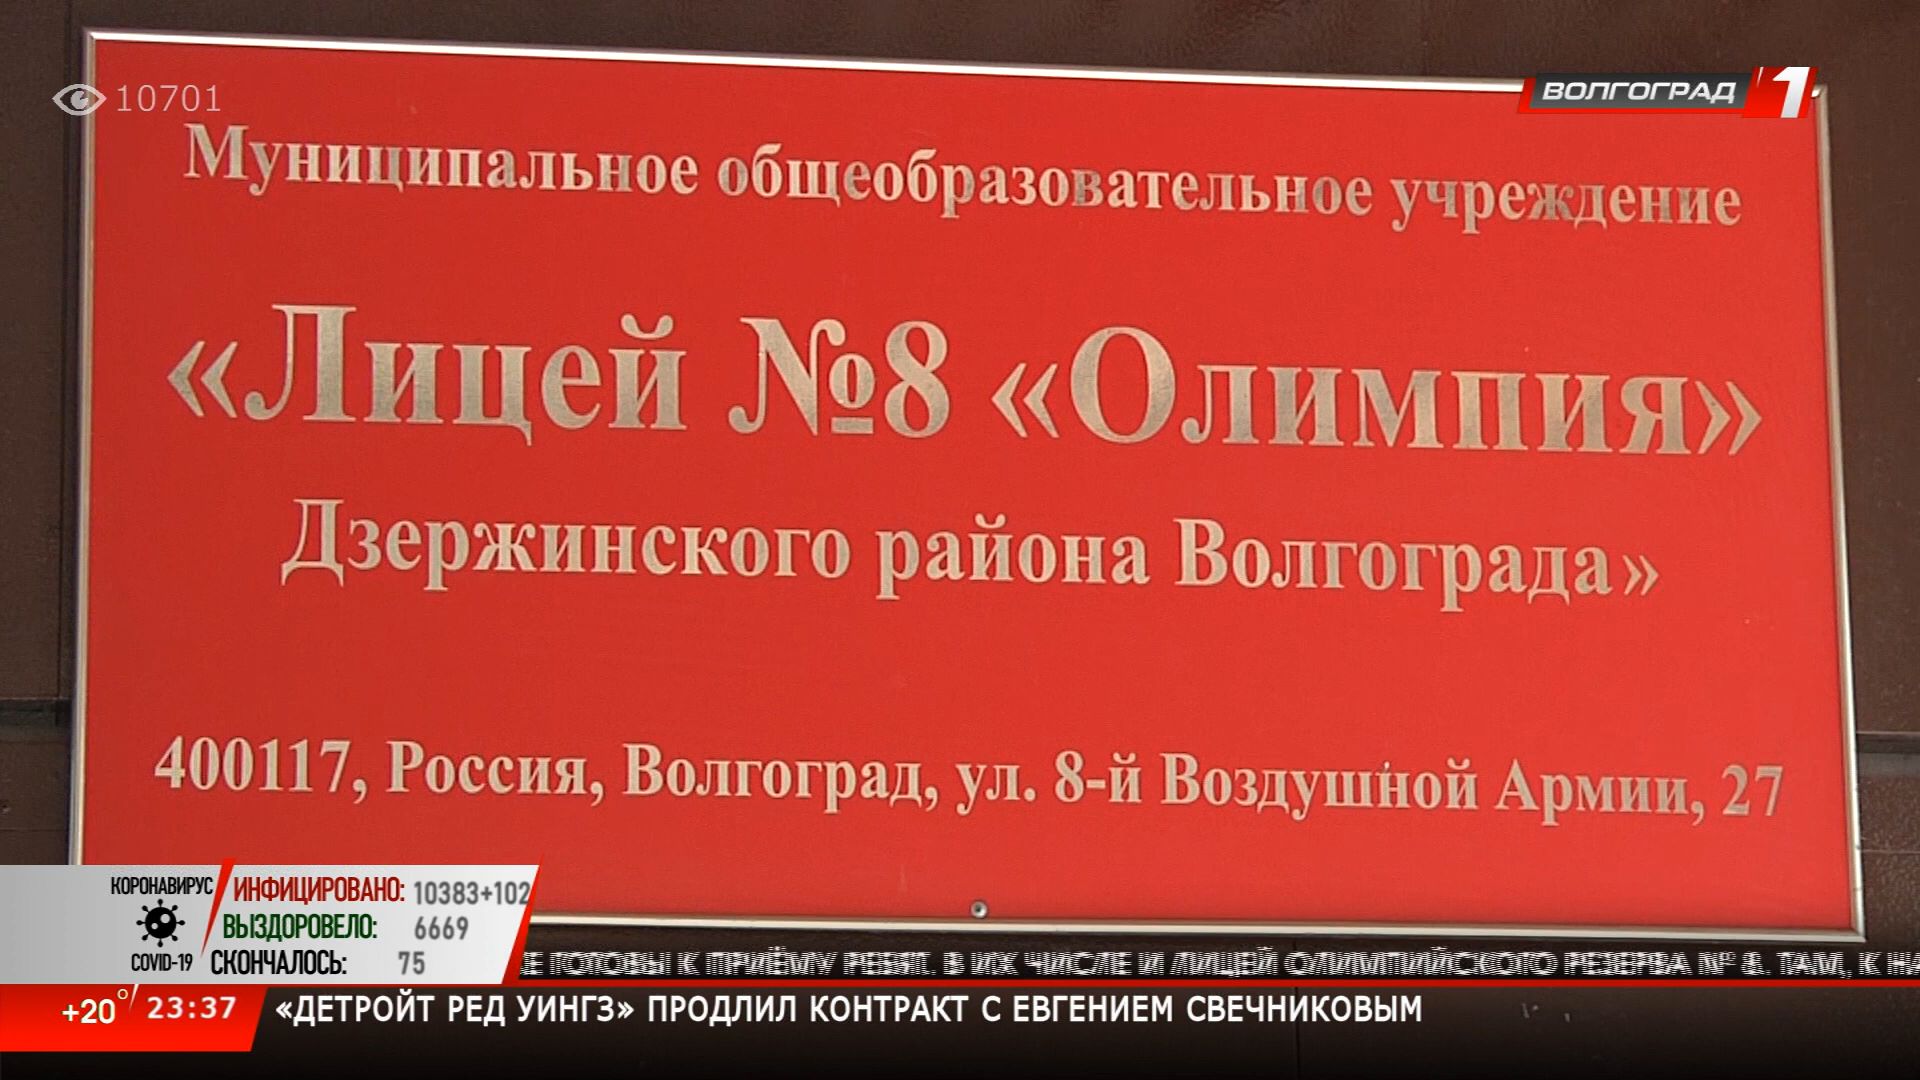 10701
ВОЛГОГРАД 1
Муниципальное общеобразовательное учреждение
«Лицей №8 «Олимпия»
Дзержинского района Волгограда»
400117, Россия, Волгоград, ул. 8-й Воздушной Армии, 27
КОРОНАВИРУС
COVID-19
ИНФИЦИРОВАНО: 10383+102
ВЫЗДОРОВЕЛО: 6669
СКОНЧАЛОСЬ: 75
Е ГОТОВЫ К ПРИЁМУ РЕБЯТ. В ИХ ЧИСЛЕ И ЛИЦЕЙ ОЛИМПИЙСКОГО РЕЗЕРВА № 8. ТАМ, К НА
+20° 23:37 «ДЕТРОЙТ РЕД УИНГЗ» ПРОДЛИЛ КОНТРАКТ С ЕВГЕНИЕМ СВЕЧНИКОВЫМ